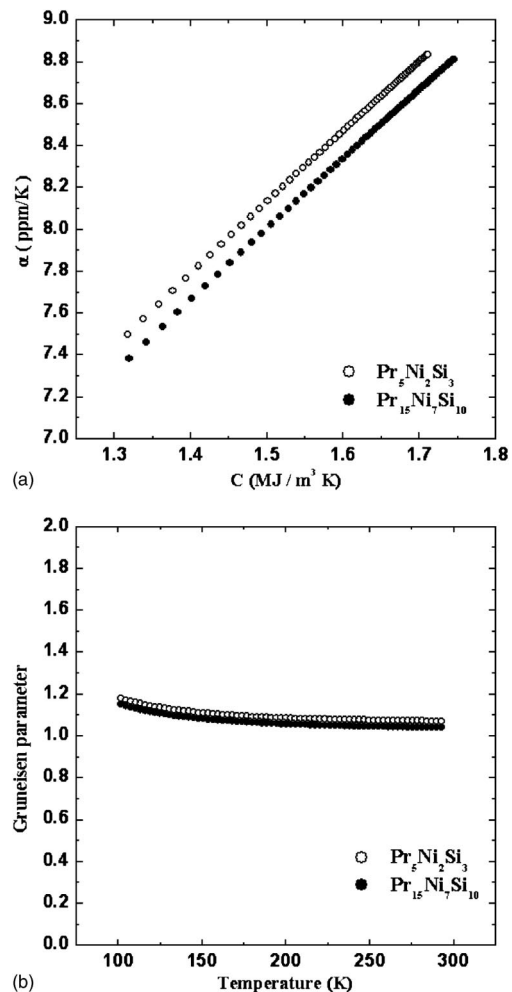 9.0
8.8
8.6
8.4
8.2
8.0
7.8
7.6
7.4
7.2
7.0
α ( ppm/K )
Pr₅Ni₂Si₃
Pr₁₅Ni₇Si₁₀
1.3 1.4 1.5 1.6 1.7 1.8
(a)
C (MJ / m³ K)
2.0
1.8
1.6
1.4
1.2
1.0
0.8
0.6
0.4
0.2
0.0
Gruneisen parameter
Pr₅Ni₂Si₃
Pr₁₅Ni₇Si₁₀
100 150 200 250 300
(b)
Temperature (K)